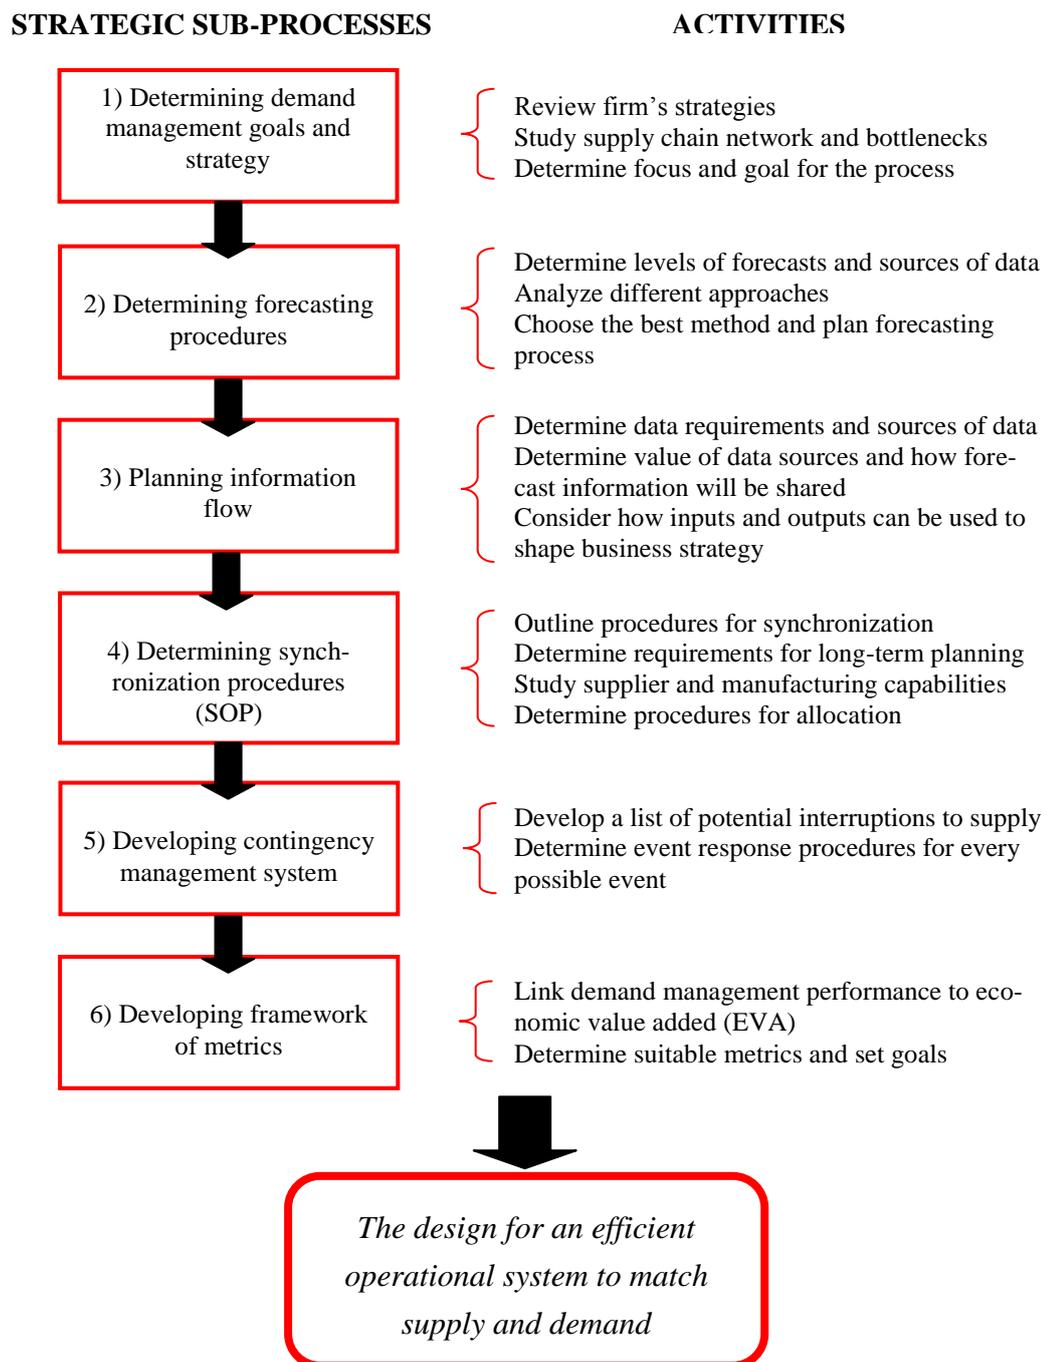 STRATEGIC SUB-PROCESSES
ACTIVITIES
1) Determining demand
management goals and
strategy
Review firm's strategies
Study supply chain network and bottlenecks
Determine focus and goal for the process
2) Determining forecasting
procedures
Determine levels of forecasts and sources of data
Analyze different approaches
Choose the best method and plan forecasting
process
3) Planning information
flow
Determine data requirements and sources of data
Determine value of data sources and how fore-
cast information will be shared
Consider how inputs and outputs can be used to
shape business strategy
4) Determining synch-
ronization procedures
(SOP)
Outline procedures for synchronization
Determine requirements for long-term planning
Study supplier and manufacturing capabilities
Determine procedures for allocation
5) Developing contingency
management system
Develop a list of potential interruptions to supply
Determine event response procedures for every
possible event
6) Developing framework
of metrics
Link demand management performance to eco-
nomic value added (EVA)
Determine suitable metrics and set goals
The design for an efficient
operational system to match
supply and demand